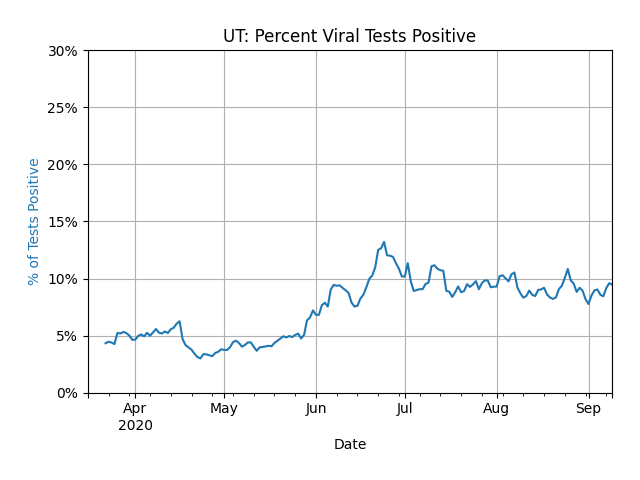 UT: Percent Viral Tests Positive
% of Tests Positive
30%
25%
20%
15%
10%
5%
0%
Apr May Jun Jul Aug Sep
2020
Date